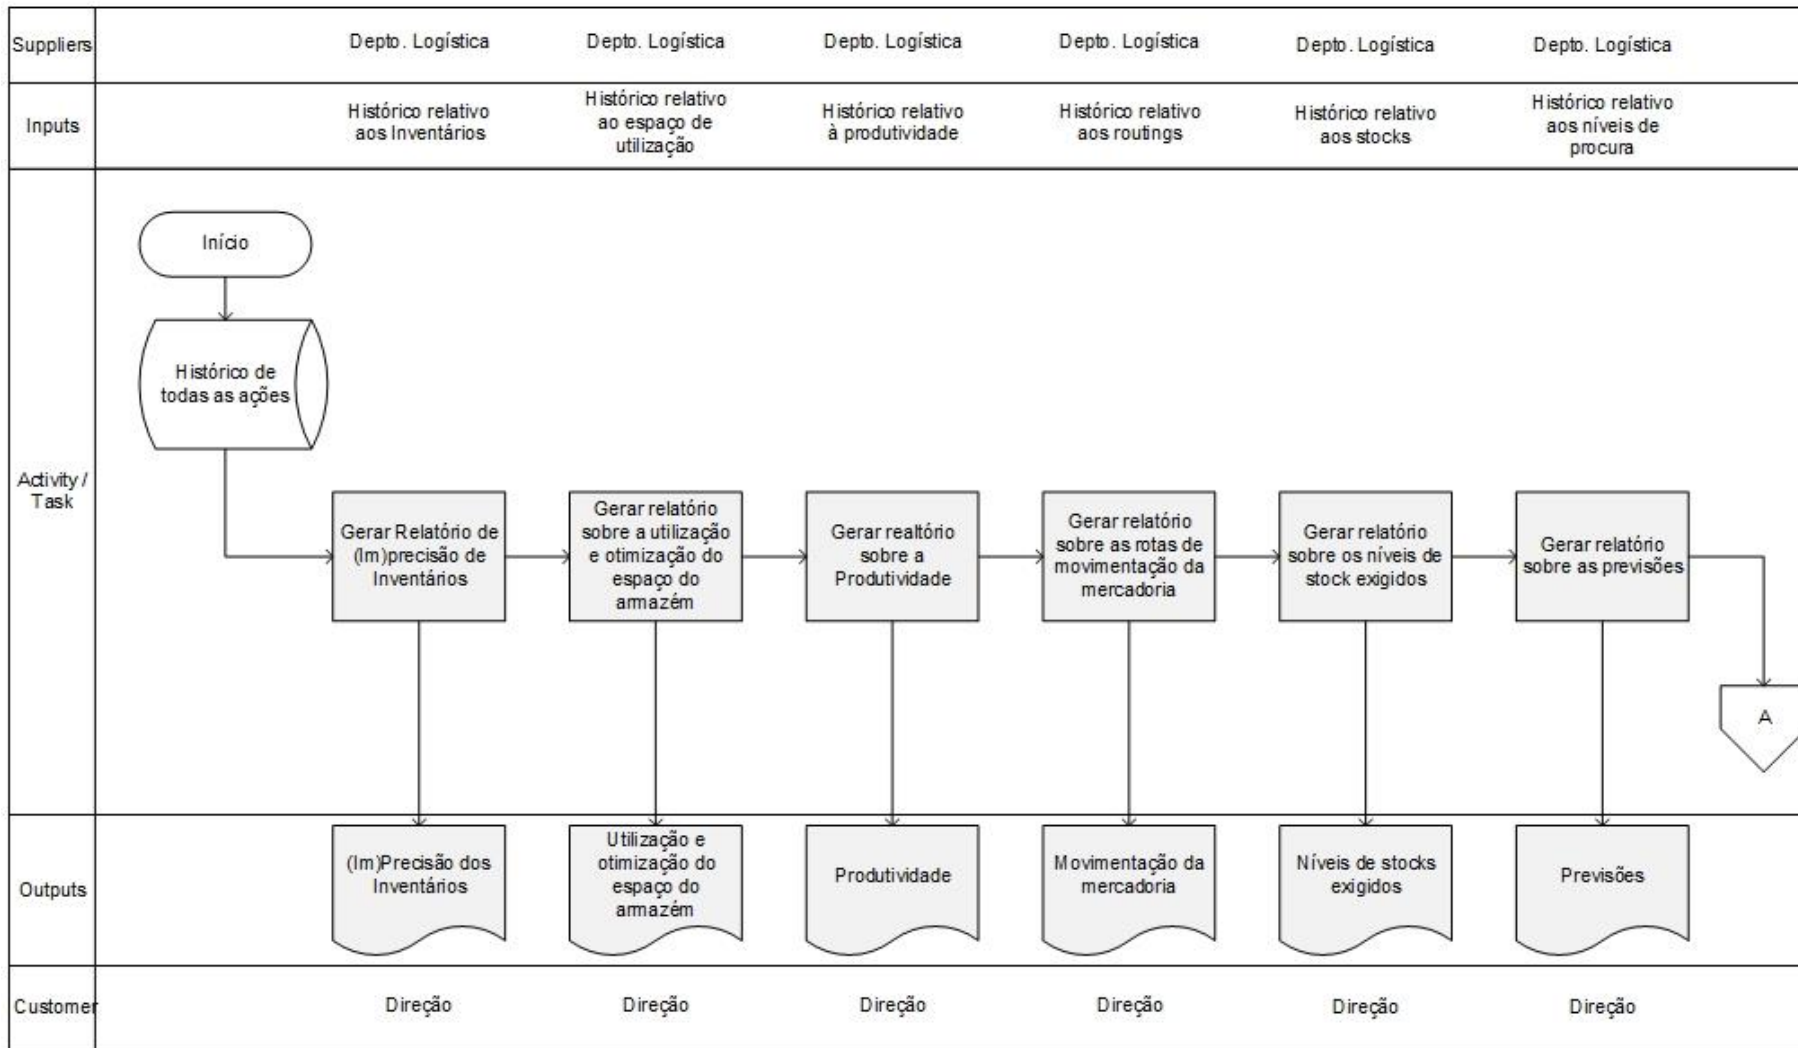 Suppliers
Depto. Logística
Depto. Logística
Depto. Logística
Depto. Logística
Depto. Logística
Depto. Logística
Inputs
Histórico relativo
aos Inventários
Histórico relativo
ao espaço de
utilização
Histórico relativo
à produtividade
Histórico relativo
aos routings
Histórico relativo
aos stocks
Histórico relativo
aos níveis de
procura
Activity /
Task
Início
Histórico de
todas as ações
Gerar Relatório de
(Im)precisão de
Inventários
Gerar relatório
sobre a utilização
e otimização do
espaço do
armazém
Gerar realtório
sobre a
Produtividade
Gerar relatório
sobre as rotas de
movimentação da
mercadoria
Gerar relatório
sobre os níveis de
stock exigidos
Gerar relatório
sobre as previsões
A
Outputs
(Im)Precisão dos
Inventários
Utilização e
otimização do
espaço do
armazém
Produtividade
Movimentação da
mercadoria
Níveis de stocks
exigidos
Previsões
Customer
Direção
Direção
Direção
Direção
Direção
Direção